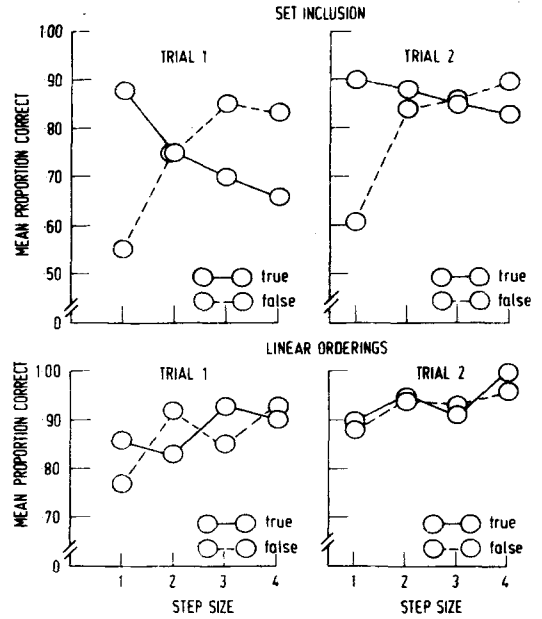 SET INCLUSION
MEAN PROPORTION CORRECT
1·00
·90
·80
·70
·60
·50
0
TRIAL 1
true
false
TRIAL 2
true
false
LINEAR ORDERINGS
MEAN PROPORTION CORRECT
1·00
·90
·80
·70
0
TRIAL 1
true
false
1 2 3 4
STEP SIZE
TRIAL 2
true
false
1 2 3 4
STEP SIZE